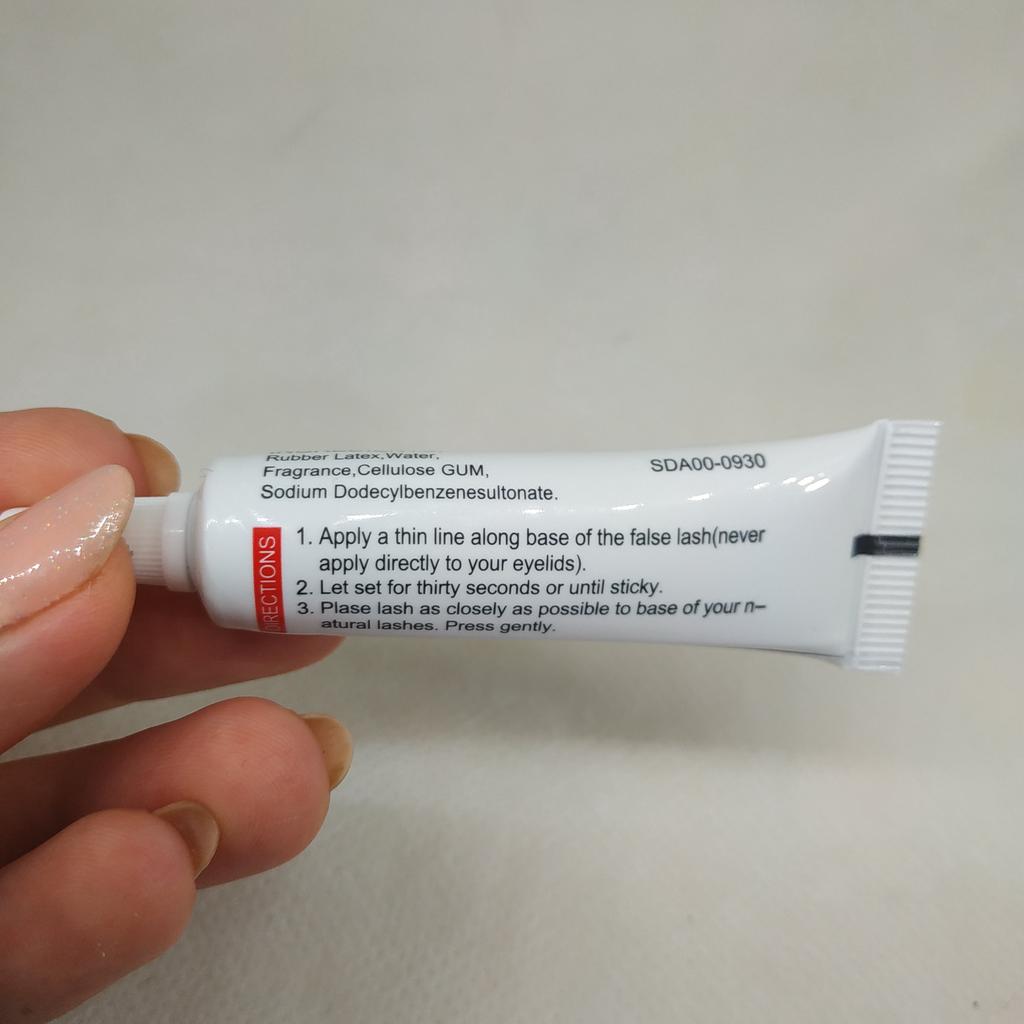 Rubber Latex,Water,
Fragrance,Cellulose GUM,
Sodium Dodecylbenzenesultonate.
SDA00-0930
DIRECTIONS
1. Apply a thin line along base of the false lash(never
apply directly to your eyelids).
2. Let set for thirty seconds or until sticky.
3. Plase lash as closely as possible to base of your n–
atural lashes. Press gently.